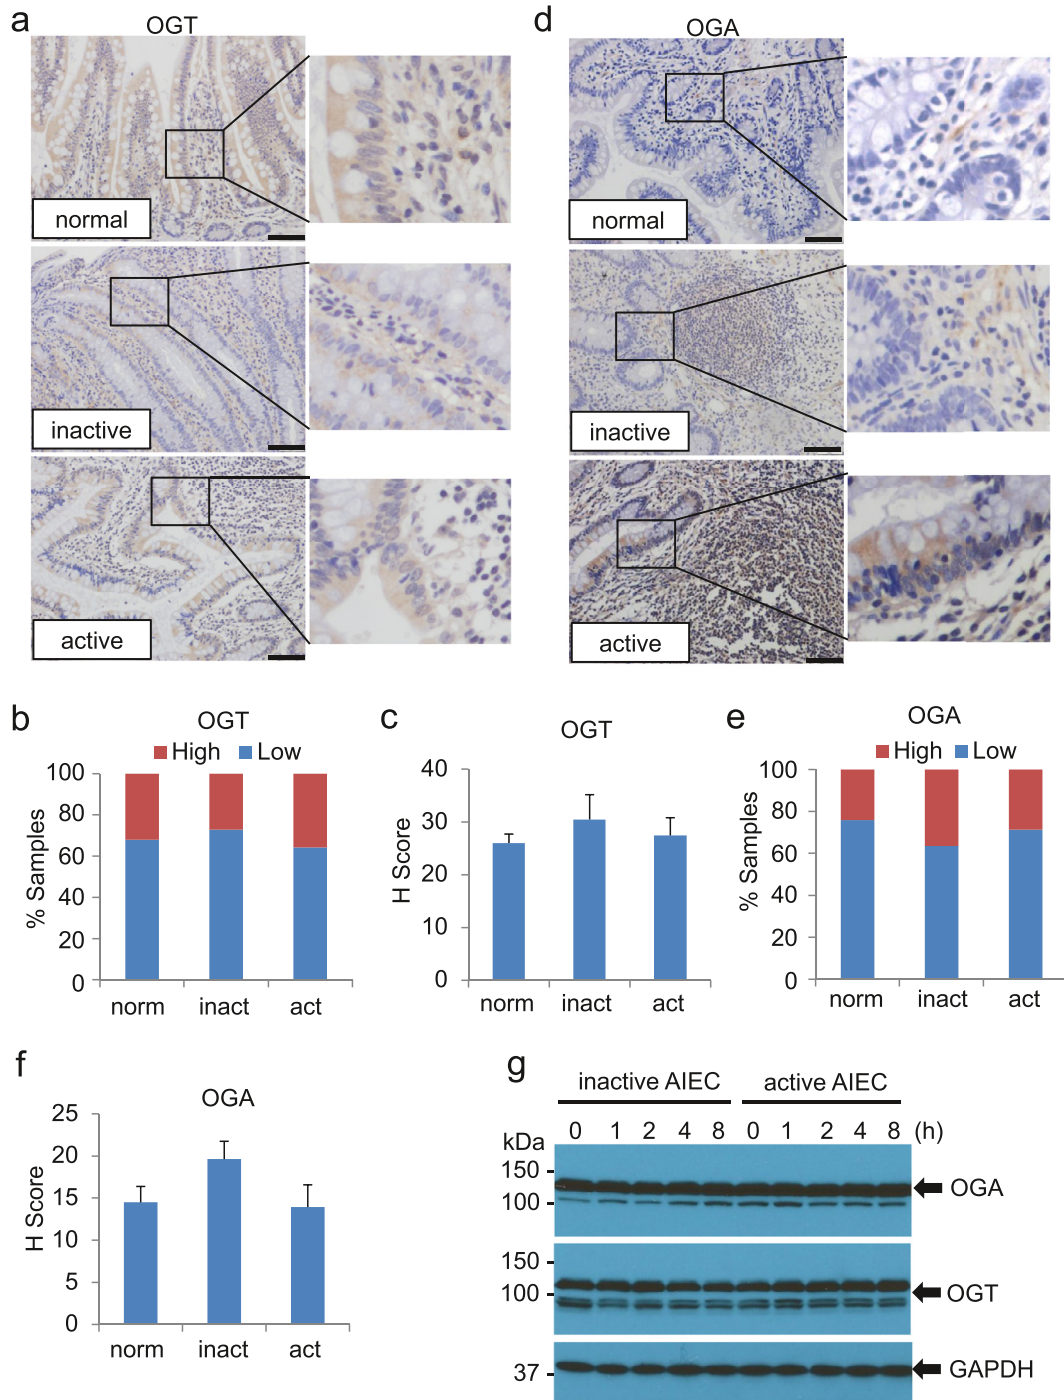 a
OGT
normal
inactive
active
d
OGA
normal
inactive
active
b
OGT
High Low
% Samples
100
80
60
40
20
0
norm inact act
c
OGT
H Score
40
30
20
10
0
norm inact act
e
OGA
High Low
% Samples
100
80
60
40
20
0
norm inact act
f
OGA
H Score
25
20
15
10
5
0
norm inact act
g
inactive AIEC active AIEC
kDa 0 1 2 4 8 0 1 2 4 8 (h)
150
100
OGA
150
100
OGT
37
GAPDH